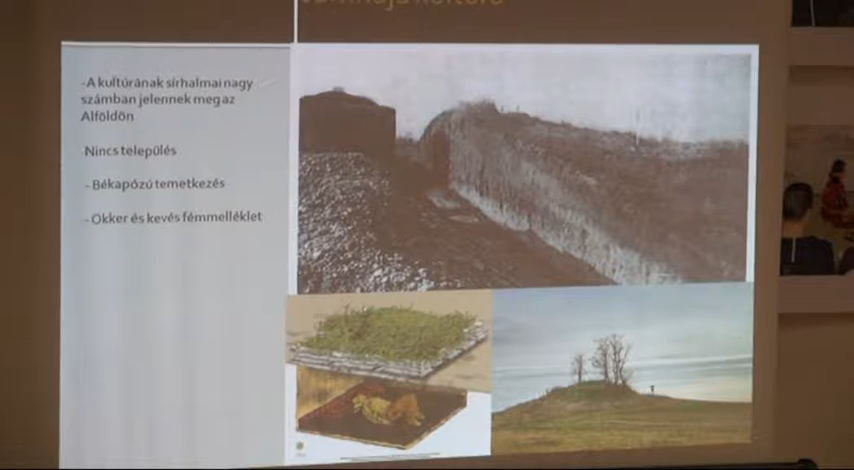 -A kultúrának sírhalmai nagy
számban jelennek meg az
Alföldön
-Nincs település
- Békapózú temetkezés
- Okker és kevés fémmelléklet